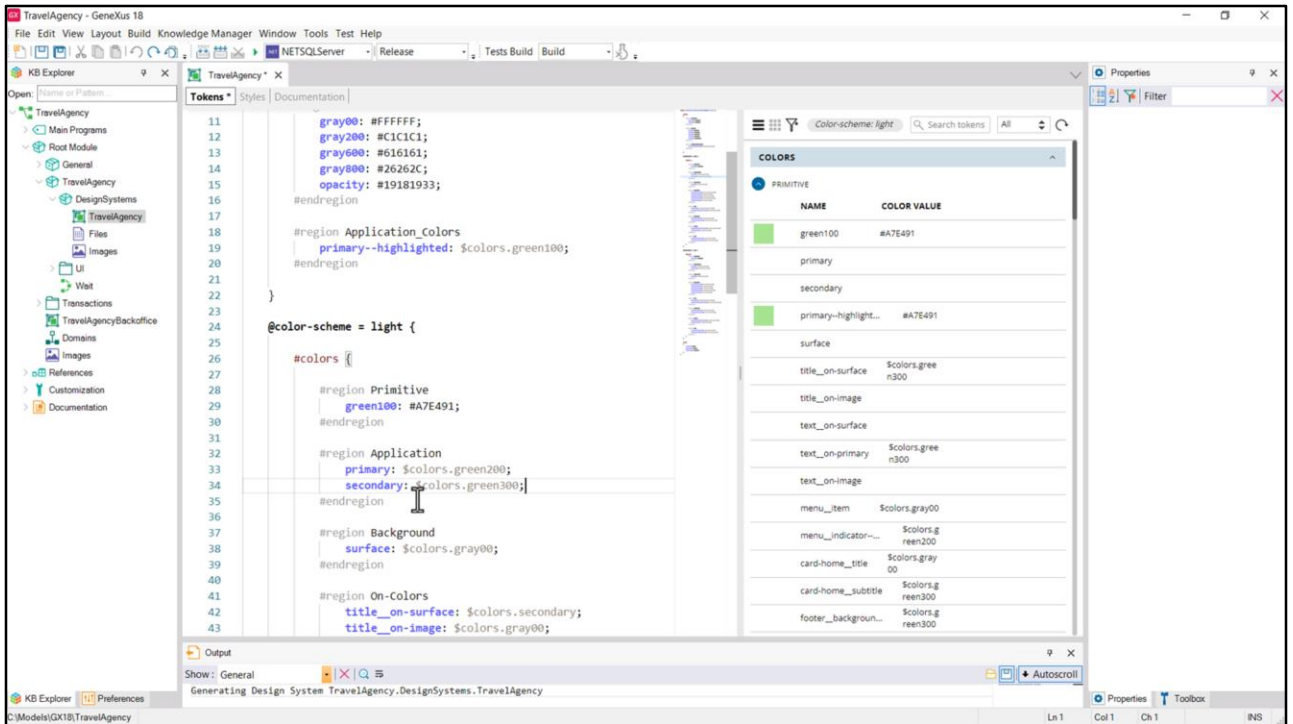 GX TravelAgency - GeneXus 18
File Edit View Layout Build Knowledge Manager Window Tools Test Help
NETSQLServer Release Tests Build Build
KB Explorer
Open: Name or Pattern...
TravelAgency
Main Programs
Root Module
General
TravelAgency
DesignSystems
TravelAgency
Files
Images
UI
Wait
Transactions
TravelAgencyBackoffice
Domains
Images
References
Customization
Documentation
KB Explorer Preferences
TravelAgency *
Tokens * Styles Documentation
11 gray00: #FFFFFF;
12 gray200: #C1C1C1;
13 gray600: #616161;
14 gray800: #26262C;
15 opacity: #19181933;
16 #endregion
17
18 #region Application_Colors
19 primary--highlighted: $colors.green100;
20 #endregion
21
22 }
23
24 @color-scheme = light {
25
26 #colors {
27
28 #region Primitive
29 green100: #A7E491;
30 #endregion
31
32 #region Application
33 primary: $colors.green200;
34 secondary: $colors.green300;
35 #endregion
36
37 #region Background
38 surface: $colors.gray00;
39 #endregion
40
41 #region On-Colors
42 title__on-surface: $colors.secondary;
43 title__on-image: $colors.gray00;
Color-scheme: light Search tokens All
COLORS
PRIMITIVE
NAME COLOR VALUE
green100 #A7E491
primary
secondary
primary--highlight... #A7E491
surface
title__on-surface $colors.gree
n300
title__on-image
text__on-surface
text__on-primary $colors.gree
n300
text__on-image
menu__item $colors.gray00
menu__indicator--... $colors.g
reen200
card-home__title $colors.gray
00
card-home__subtitle $colors.g
reen300
footer__backgroun... $colors.g
reen300
Output
Show: General Autoscroll
Generating Design System TravelAgency.DesignSystems.TravelAgency
Properties
Filter
Properties Toolbox
C:\Models\GX18\TravelAgency Ln 1 Col 1 Ch 1 INS